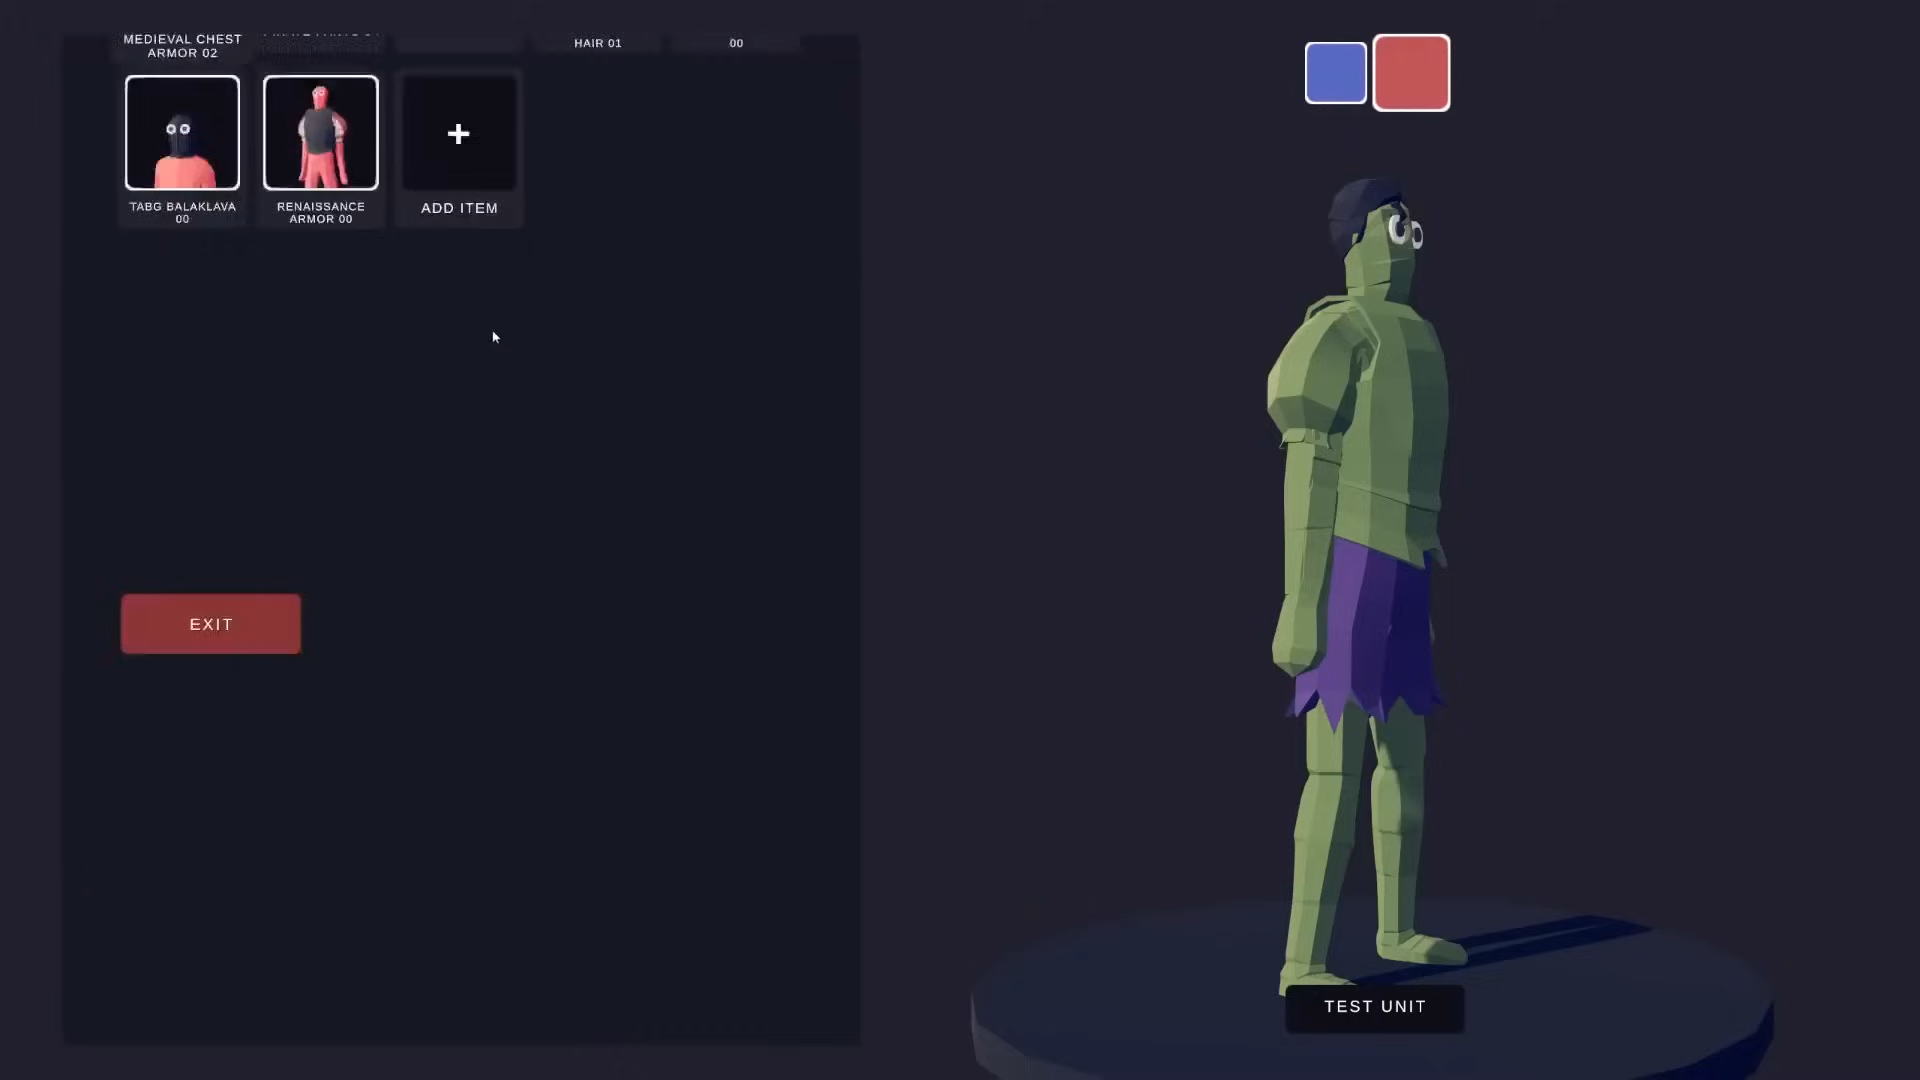 MEDIEVAL CHEST
ARMOR 02
HAIR 01
00
TABG BALAKLAVA
00
RENAISSANCE
ARMOR 00
ADD ITEM
EXIT
TEST UNIT